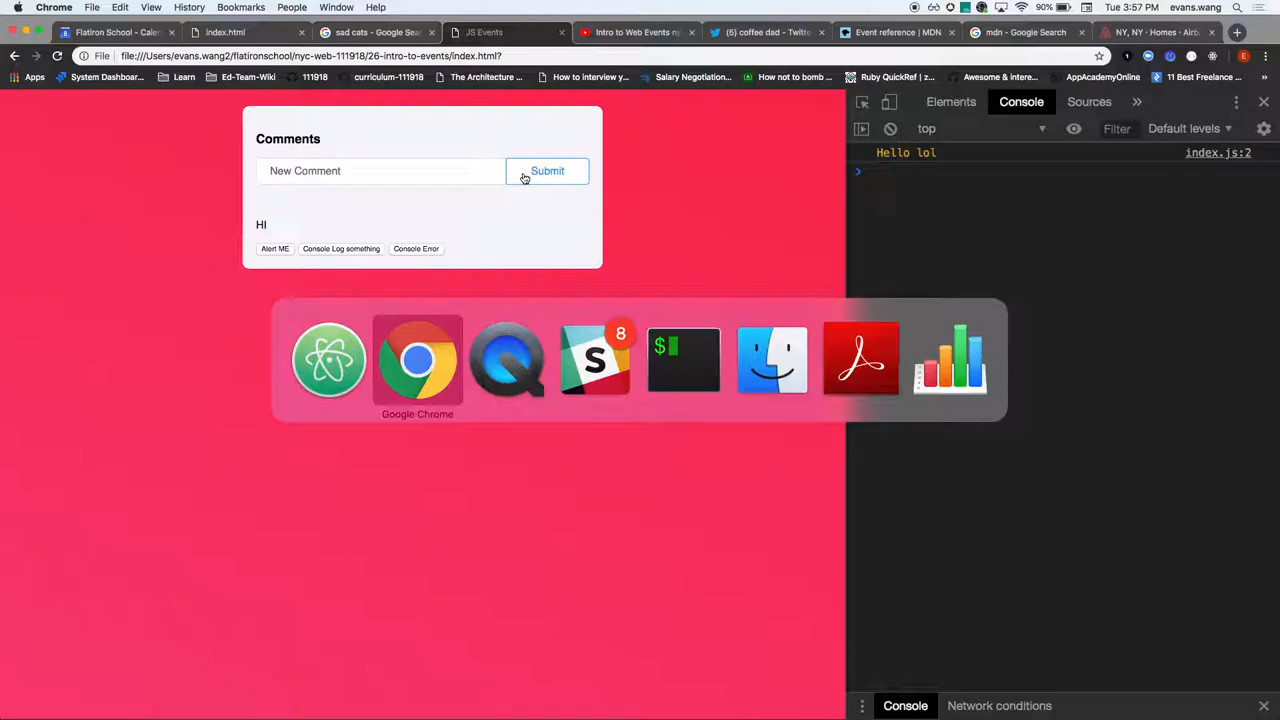 Chrome File Edit View History Bookmarks People Window Help 90% Tue 3:57 PM evans.wang
Flatiron School - Calen index.html sad cats - Google Sear JS Events Intro to Web Events ny (5) coffee dad - Twitte Event reference | MDN mdn - Google Search NY, NY · Homes · Airb
File file:///Users/evans.wang2/flatironschool/nyc-web-111918/26-intro-to-events/index.html?
Apps System Dashboar... Learn Ed-Team-Wiki 111918 curriculum-111918 The Architecture ... How to interview y... Salary Negotiation... How not to bomb ... Ruby QuickRef | z... Awesome & intere... AppAcademyOnline 11 Best Freelance ... »
Elements Console Sources »
top Filter Default levels
Hello lol index.js:2
Comments
New Comment Submit
HI
Alert ME Console Log something Console Error
8
S
$
Google Chrome
Console Network conditions